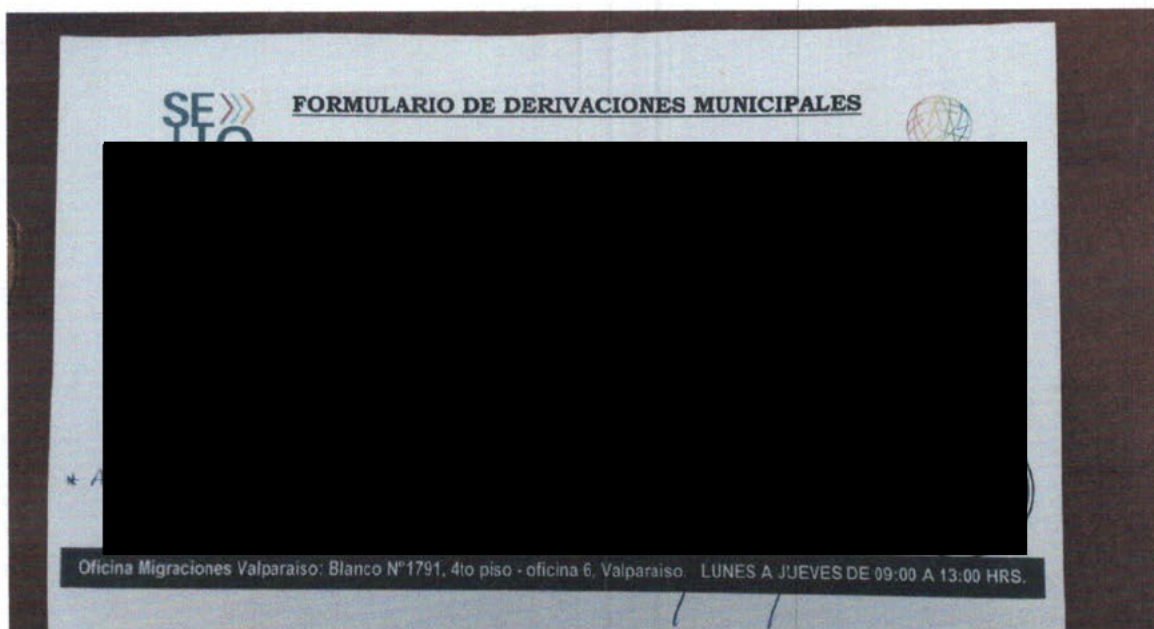 SE
LLO
FORMULARIO DE DERIVACIONES MUNICIPALES
* A
Oficina Migraciones Valparaiso: Blanco N°1791, 4to piso - oficina 6, Valparaiso. LUNES A JUEVES DE 09:00 A 13:00 HRS.